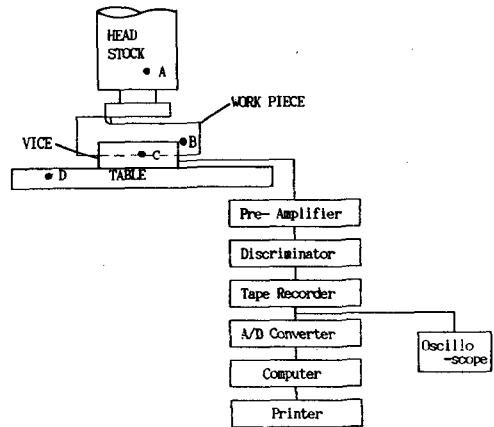 HEAD
STOCK
A
WORK PIECE
B
VICE
C
D
TABLE
Pre- Amplifier
Discriminator
Tape Recorder
A/D Converter
Oscillo
-scope
Computer
Printer